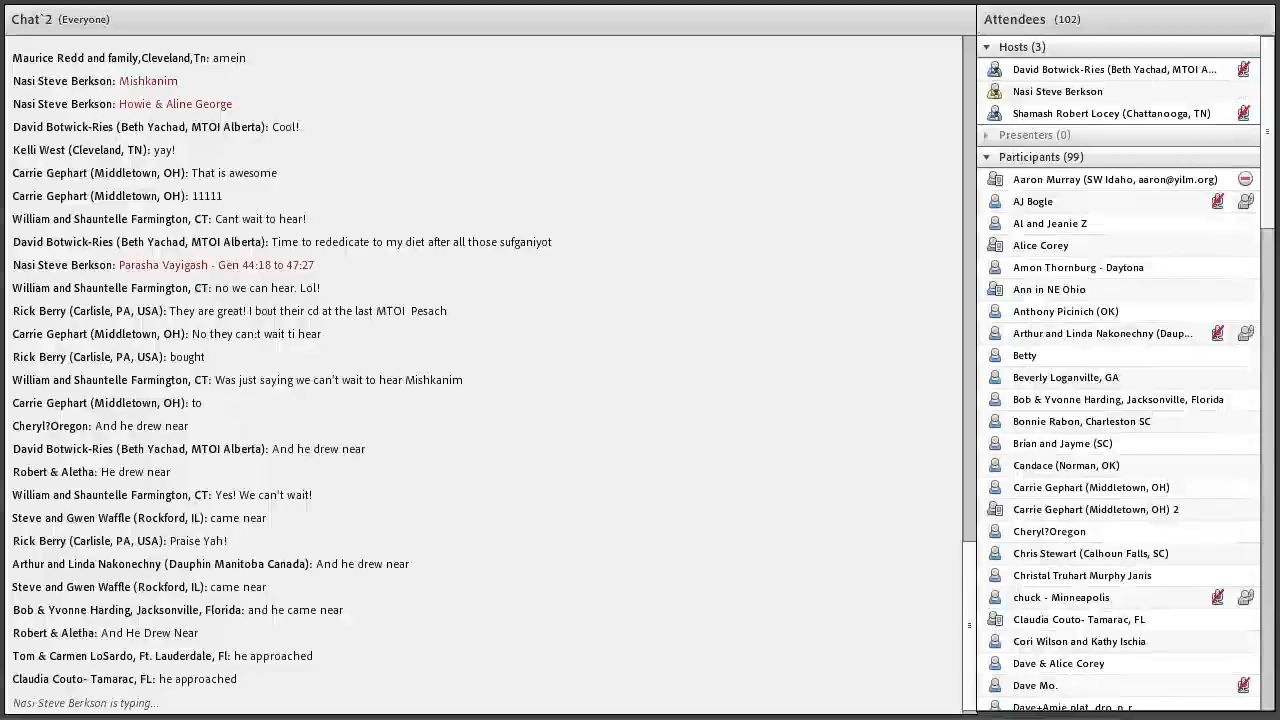 Chat`2 (Everyone)
Maurice Redd and family,Cleveland,Tn: amein
Nasi Steve Berkson: Mishkanim
Nasi Steve Berkson: Howie & Aline George
David Botwick-Ries (Beth Yachad, MTOI Alberta): Cool!
Kelli West (Cleveland, TN): yay!
Carrie Gephart (Middletown, OH): That is awesome
Carrie Gephart (Middletown, OH): 11111
William and Shauntelle Farmington, CT: Cant wait to hear!
David Botwick-Ries (Beth Yachad, MTOI Alberta): Time to rededicate to my diet after all those sufganiyot
Nasi Steve Berkson: Parasha Vayigash - Gen 44:18 to 47:27
William and Shauntelle Farmington, CT: no we can hear. Lol!
Rick Berry (Carlisle, PA, USA): They are great! I bout their cd at the last MTOI Pesach
Carrie Gephart (Middletown, OH): No they can;t wait ti hear
Rick Berry (Carlisle, PA, USA): bought
William and Shauntelle Farmington, CT: Was just saying we can't wait to hear Mishkanim
Carrie Gephart (Middletown, OH): to
Cheryl?Oregon: And he drew near
David Botwick-Ries (Beth Yachad, MTOI Alberta): And he drew near
Robert & Aletha: He drew near
William and Shauntelle Farmington, CT: Yes! We can't wait!
Steve and Gwen Waffle (Rockford, IL): came near
Rick Berry (Carlisle, PA, USA): Praise Yah!
Arthur and Linda Nakonechny (Dauphin Manitoba Canada): And he drew near
Steve and Gwen Waffle (Rockford, IL): came near
Bob & Yvonne Harding, Jacksonville, Florida: and he came near
Robert & Aletha: And He Drew Near
Tom & Carmen LoSardo, Ft. Lauderdale, Fl: he approached
Claudia Couto- Tamarac, FL: he approached
Nasi Steve Berkson is typing...
Attendees (102)
Hosts (3)
David Botwick-Ries (Beth Yachad, MTOI A...
Nasi Steve Berkson
Shamash Robert Locey (Chattanooga, TN)
Presenters (0)
Participants (99)
Aaron Murray (SW Idaho, aaron@yilm.org)
AJ Bogle
Al and Jeanie Z
Alice Corey
Amon Thornburg - Daytona
Ann in NE Ohio
Anthony Picinich (OK)
Arthur and Linda Nakonechny (Daup...
Betty
Beverly Loganville, GA
Bob & Yvonne Harding, Jacksonville, Florida
Bonnie Rabon, Charleston SC
Brian and Jayme (SC)
Candace (Norman, OK)
Carrie Gephart (Middletown, OH)
Carrie Gephart (Middletown, OH) 2
Cheryl?Oregon
Chris Stewart (Calhoun Falls, SC)
Christal Truhart Murphy Janis
chuck - Minneapolis
Claudia Couto- Tamarac, FL
Cori Wilson and Kathy Ischia
Dave & Alice Corey
Dave Mo.